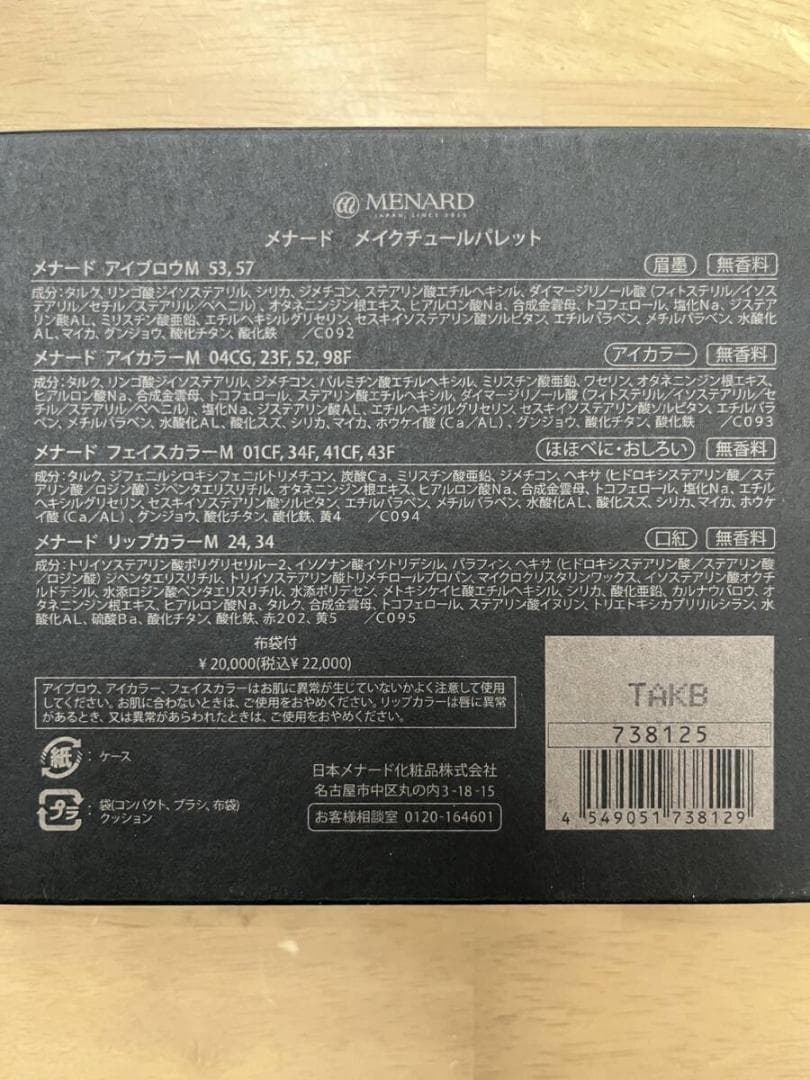 MENARD
JAPAN, SINCE 1959
メナード メイクチュールパレット
メナード アイブロウM 53, 57 眉墨 無香料
成分：タルク、リンゴ酸ジイソステアリル、シリカ、ジメチコン、ステアリン酸エチルヘキシル、ダイマージリノール酸（フィトステリル／イソス
テアリル／セチル／ステアリル／ベヘニル）、オタネニンジン根エキス、ヒアルロン酸Na、合成金雲母、トコフェロール、塩化Na、ジステア
リン酸AL、ミリスチン酸亜鉛、エチルヘキシルグリセリン、セスキイソステアリン酸ソルビタン、エチルパラベン、メチルパラベン、水酸化
AL、マイカ、グンジョウ、酸化チタン、酸化鉄 ／C092
メナード アイカラーM 04CG, 23F, 52, 98F アイカラー 無香料
成分：タルク、リンゴ酸ジイソステアリル、ジメチコン、パルミチン酸エチルヘキシル、ミリスチン酸亜鉛、ワセリン、オタネニンジン根エキス、
ヒアルロン酸Na、合成金雲母、トコフェロール、ステアリン酸エチルヘキシル、ダイマージリノール酸（フィトステリル／イソステアリル／セ
チル／ステアリル／ベヘニル）、塩化Na、ジステアリン酸AL、エチルヘキシルグリセリン、セスキイソステアリン酸ソルビタン、エチルパラ
ベン、メチルパラベン、水酸化AL、酸化スズ、シリカ、マイカ、ホウケイ酸（Ca／AL）、グンジョウ、酸化チタン、酸化鉄 ／C093
メナード フェイスカラーM 01CF, 34F, 41CF, 43F ほほべに・おしろい 無香料
成分：タルク、ジフェニルシロキシフェニルトリメチコン、炭酸Ca、ミリスチン酸亜鉛、ジメチコン、ヘキサ（ヒドロキシステアリン酸／ステ
アリン酸／ロジン酸）ジペンタエリスリチル、オタネニンジン根エキス、ヒアルロン酸Na、合成金雲母、トコフェロール、塩化Na、エチル
ヘキシルグリセリン、セスキイソステアリン酸ソルビタン、エチルパラベン、メチルパラベン、水酸化AL、酸化スズ、シリカ、マイカ、ホウケ
イ酸（Ca／AL）、グンジョウ、酸化チタン、酸化鉄、黄4 ／C094
メナード リップカラーM 24, 34 口紅 無香料
成分：トリイソステアリン酸ポリグリセリル-2、イソノナン酸イソトリデシル、パラフィン、ヘキサ（ヒドロキシステアリン酸／ステアリン酸
／ロジン酸）ジペンタエリスリチル、トリイソステアリン酸トリメチロールプロパン、マイクロクリスタリンワックス、イソステアリン酸オクチ
ルドデシル、水添ロジン酸ペンタエリスリチル、水添ポリデセン、メトキシケイヒ酸エチルヘキシル、シリカ、酸化亜鉛、カルナウバロウ、オ
タネニンジン根エキス、ヒアルロン酸Na、タルク、合成金雲母、トコフェロール、ステアリン酸イヌリン、トリエトキシカプリリルシラン、水
酸化AL、硫酸Ba、酸化チタン、酸化鉄、赤202、黄5 ／C095
布袋付
¥20,000(税込¥22,000)
アイブロウ、アイカラー、フェイスカラーはお肌に異常が生じていないかよく注意して使用
してください。お肌に合わないときは、ご使用をおやめください。リップカラーは唇に異常
があるとき、又は異常があらわれたときは、ご使用をおやめください。
紙：ケース
プラ：袋(コンパクト、ブラシ、布袋)
クッション
日本メナード化粧品株式会社
名古屋市中区丸の内3-18-15
お客様相談室 0120-164601
TAKB
738125
4 549051 738129